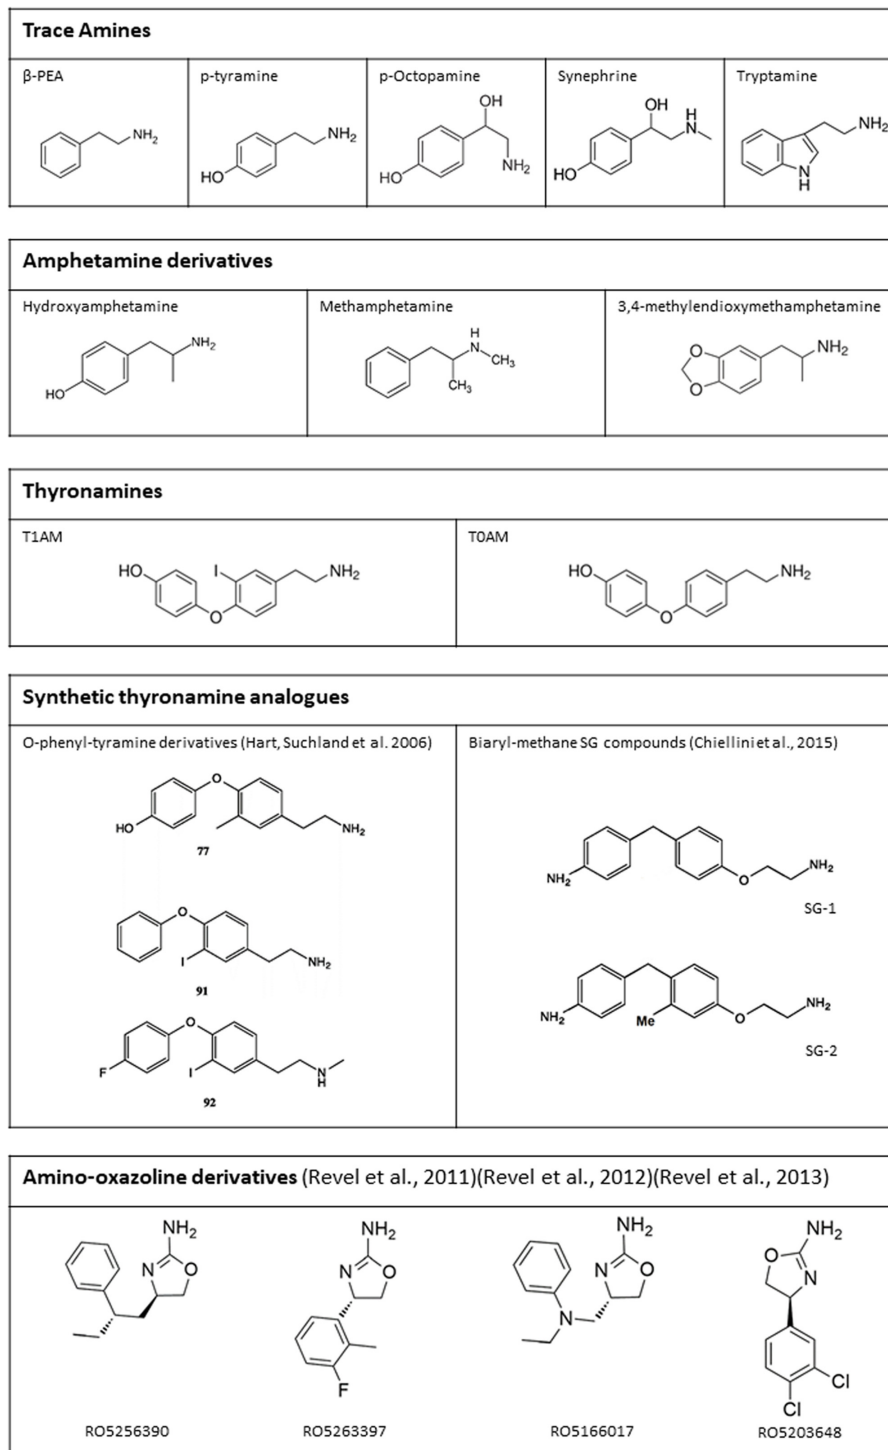 Trace Amines
β-PEA
p-tyramine
p-Octopamine
Synephrine
Tryptamine
NH2
HO
NH2
OH
HO
NH2
OH
H
N
HO
NH2
N
H
Amphetamine derivatives
Hydroxyamphetamine
Methamphetamine
3,4-methylendioxymethamphetamine
NH2
HO
H
N
CH3
CH3
O
O
NH2
Thyronamines
T1AM
T0AM
HO
I
O
NH2
HO
O
NH2
Synthetic thyronamine analogues
O-phenyl-tyramine derivatives (Hart, Suchland et al. 2006)
Biaryl-methane SG compounds (Chiellini et al., 2015)
O
HO
NH2
77
O
I
NH2
91
O
F
I
N
H
92
NH2
O
NH2
SG-1
NH2
Me
O
NH2
SG-2
Amino-oxazoline derivatives (Revel et al., 2011)(Revel et al., 2012)(Revel et al., 2013)
NH2
N
O
RO5256390
NH2
N
O
F
RO5263397
NH2
N
O
N
RO5166017
NH2
O
N
Cl
Cl
RO5203648